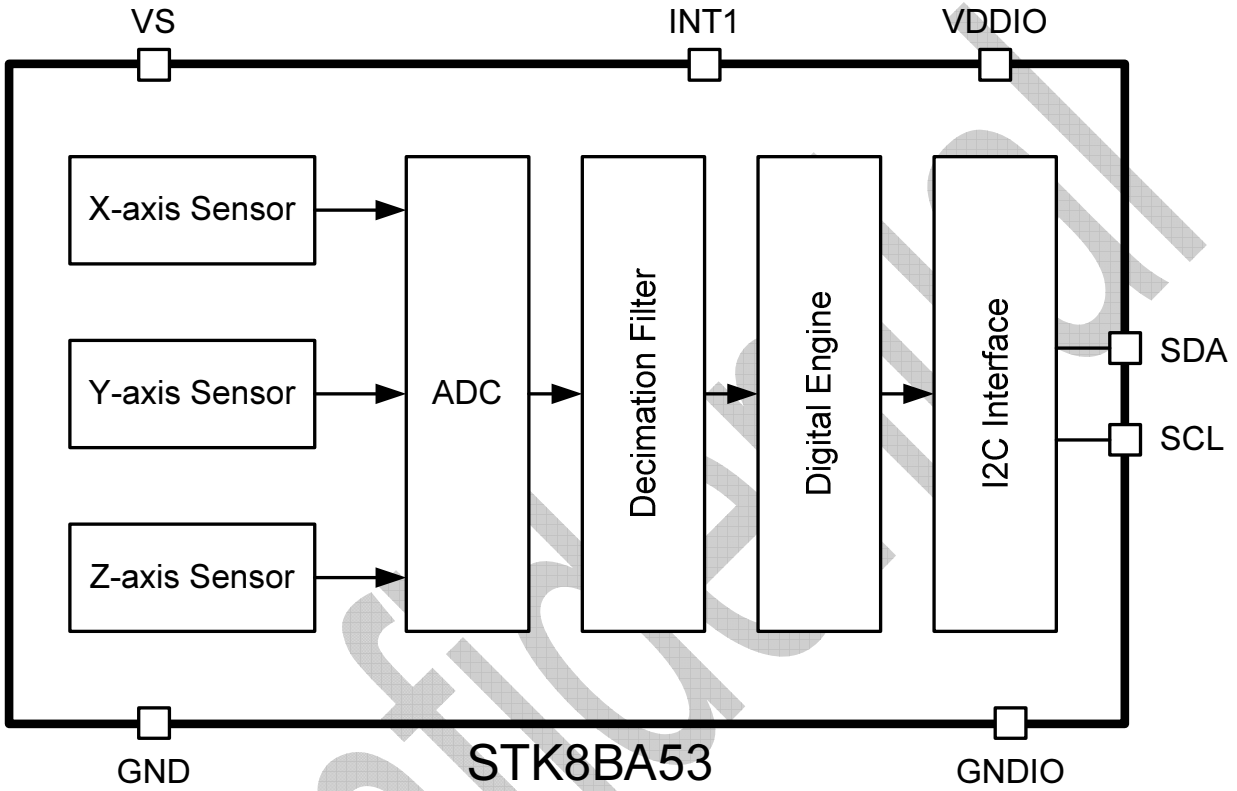 VS
INT1
VDDIO
X-axis Sensor
Y-axis Sensor
Z-axis Sensor
ADC
Decimation Filter
Digital Engine
I2C Interface
SDA
SCL
GND
STK8BA53
GNDIO